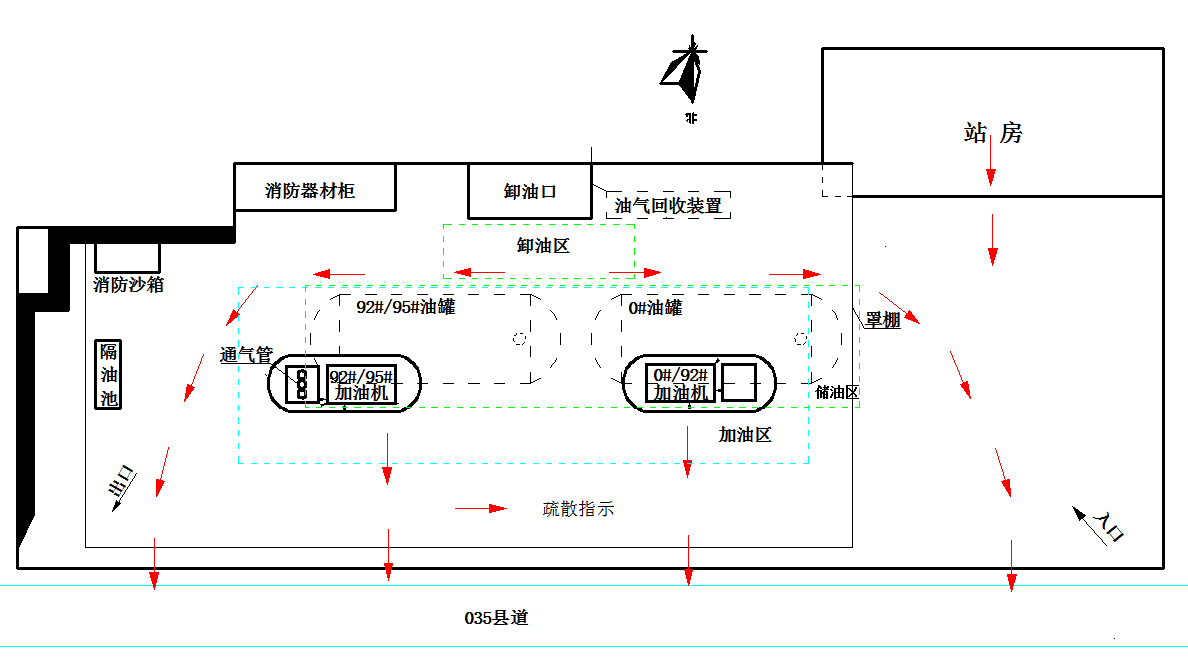 北
站 房
消防器材柜
卸油口
油气回收装置
卸油区
消防沙箱
92#/95#油罐
0#油罐
罩棚
隔油池
通气管
92#/95#
加油机
0#/92#
加油机
储油区
加油区
出口
疏散指示
入口
035县道